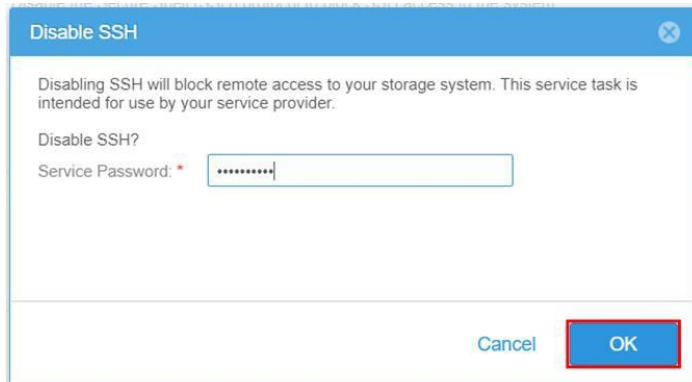 Disable SSH
Disabling SSH will block remote access to your storage system. This service task is
intended for use by your service provider.
Disable SSH?
Service Password: *
••••••••••
Cancel
OK